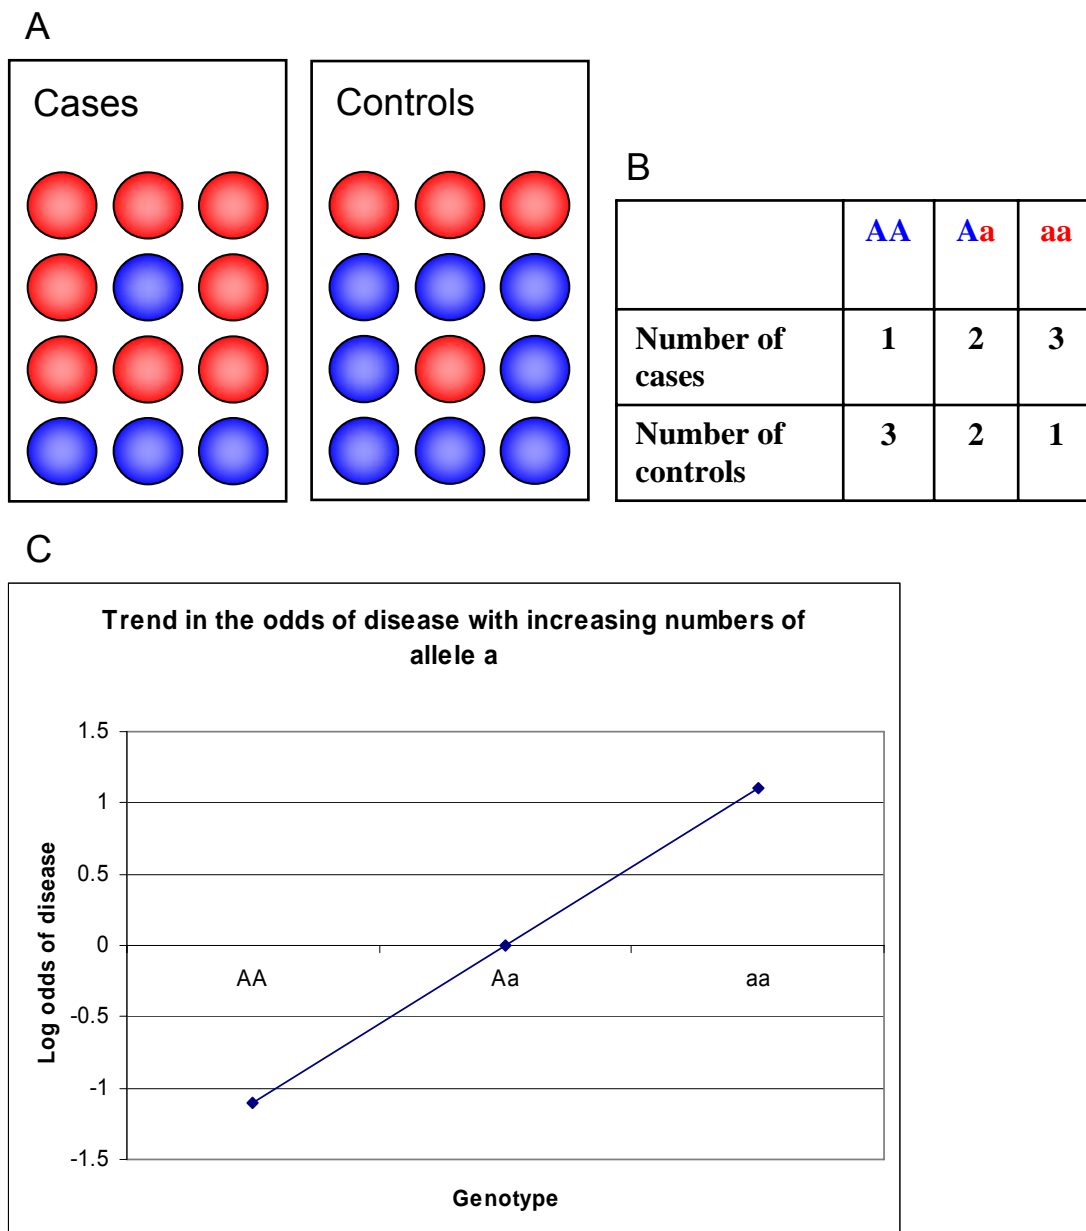 A
Cases
Controls
B
AA Aa aa
Number of
cases
1 2 3
Number of
controls
3 2 1
C
Trend in the odds of disease with increasing numbers of
allele a
Log odds of disease
1.5
1
0.5
0
-0.5
-1
-1.5
AA Aa aa
Genotype